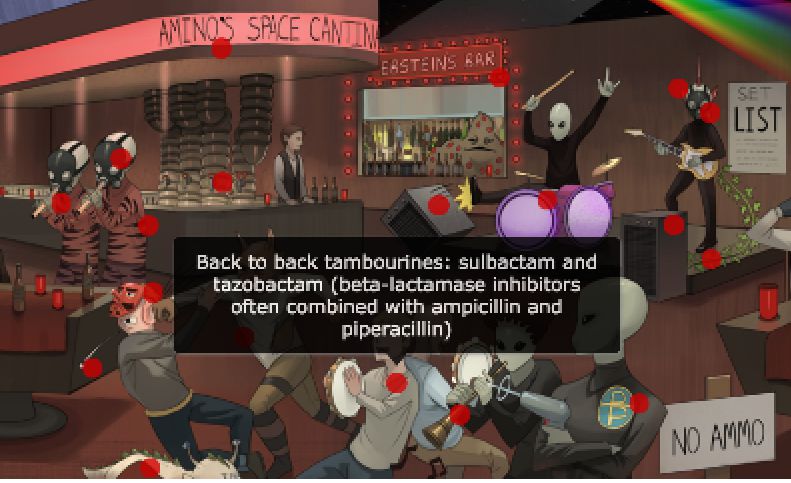 AMINO'S SPACE CANTIN
EBSTEINS BAR
SET
LIST
Back to back tambourines: sulbactam and
tazobactam (beta-lactamase inhibitors
often combined with ampicillin and
piperacillin)
NO AMMO